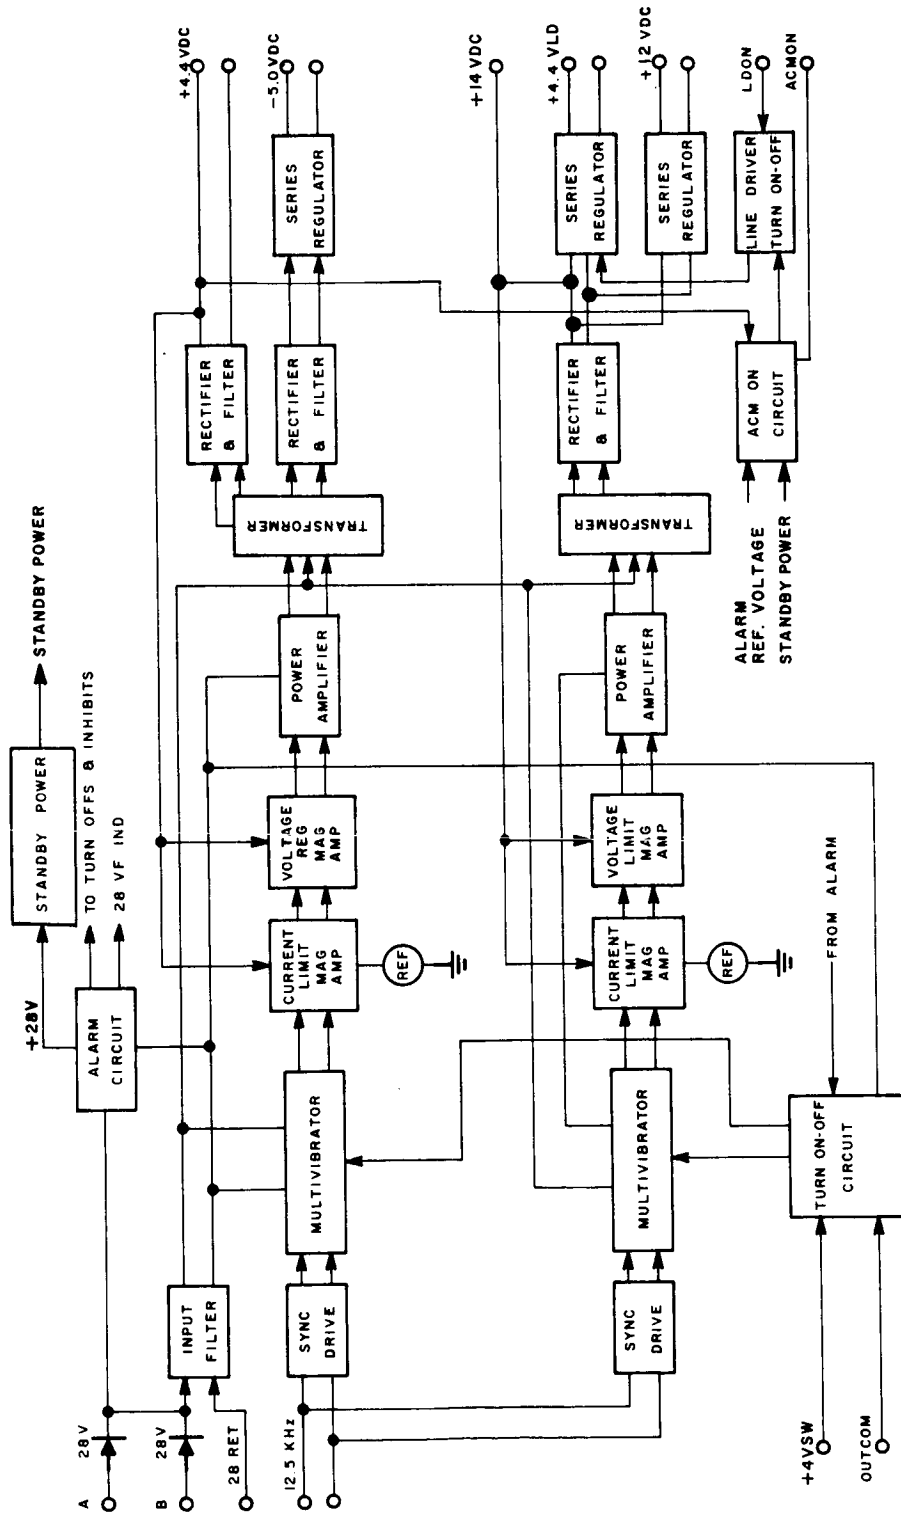 A
28V
B
28V
28 RET
12.5 KHz
+4VSW
OUTCOM
INPUT
FILTER
SYNC
DRIVE
SYNC
DRIVE
TURN ON-OFF
CIRCUIT
FROM ALARM
ALARM
CIRCUIT
+28V
STANDBY POWER
STANDBY POWER
TO TURN OFFS & INHIBITS
28 VF IND
MULTIVIBRATOR
MULTIVIBRATOR
CURRENT
LIMIT
MAG
AMP
REF
VOLTAGE
REG
MAG
AMP
CURRENT
LIMIT
MAG
AMP
REF
VOLTAGE
LIMIT
MAG
AMP
POWER
AMPLIFIER
POWER
AMPLIFIER
TRANSFORMER
TRANSFORMER
RECTIFIER
& FILTER
RECTIFIER
& FILTER
RECTIFIER
& FILTER
ALARM
REF. VOLTAGE
STANDBY POWER
ACM ON
CIRCUIT
SERIES
REGULATOR
SERIES
REGULATOR
SERIES
REGULATOR
LINE DRIVER
TURN ON-OFF
+4.4 VDC
-5.0 VDC
+14 VDC
+4.4 VLD
+12 VDC
LDON
ACMON